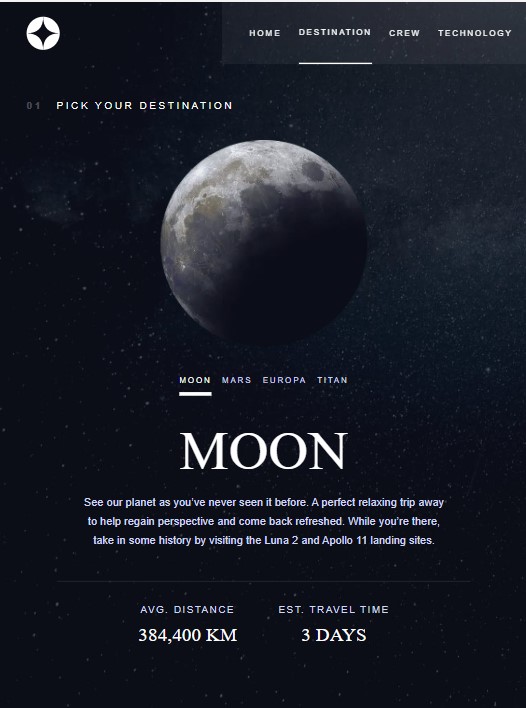 HOME DESTINATION CREW TECHNOLOGY
01 PICK YOUR DESTINATION
MOON MARS EUROPA TITAN
MOON
See our planet as you’ve never seen it before. A perfect relaxing trip away
to help regain perspective and come back refreshed. While you’re there,
take in some history by visiting the Luna 2 and Apollo 11 landing sites.
AVG. DISTANCE EST. TRAVEL TIME
384,400 KM 3 DAYS